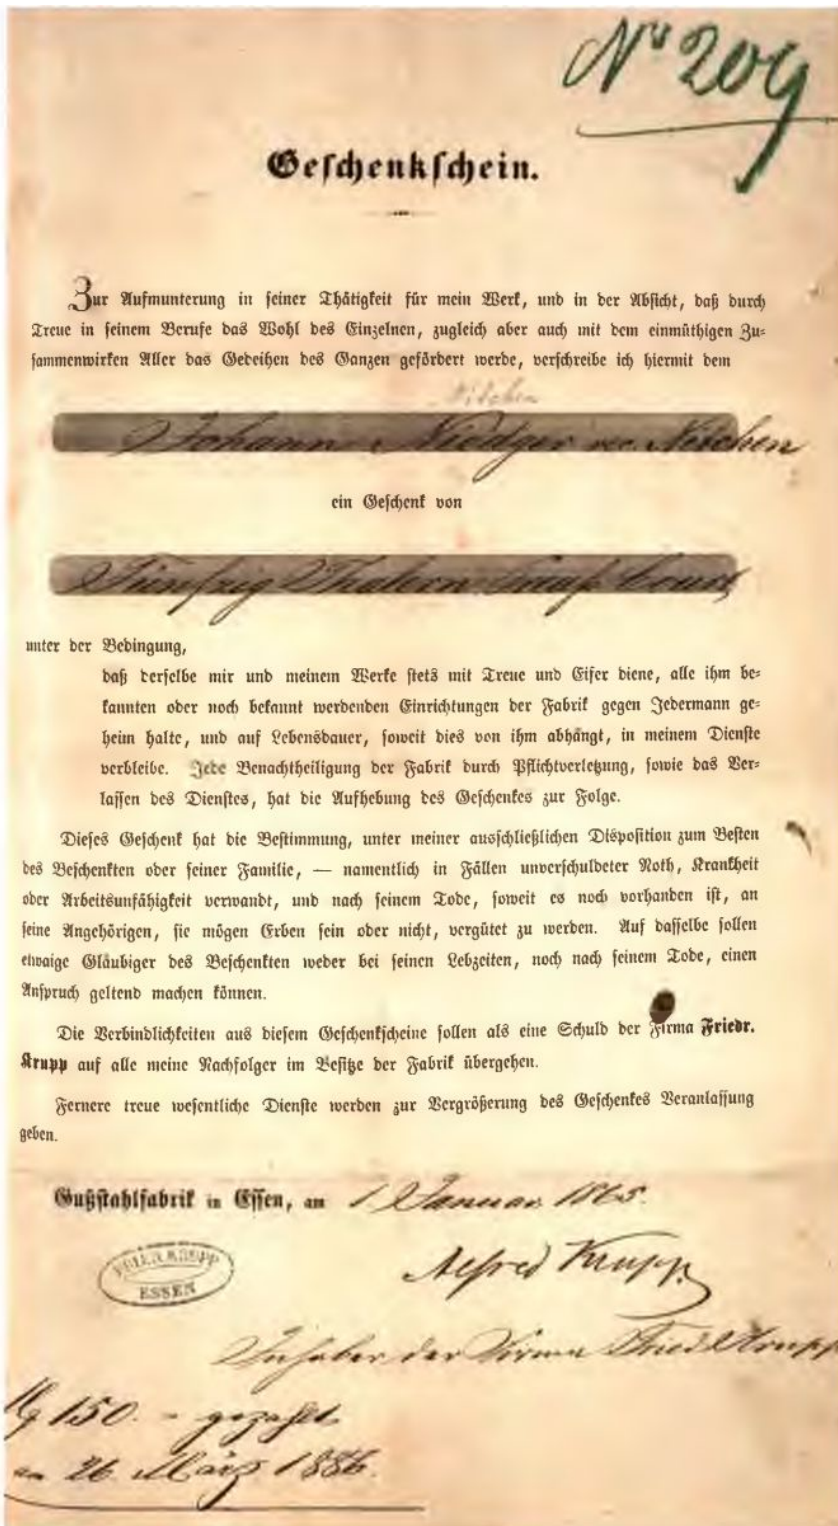 No 209
Geschenkschein.
Zur Aufmunterung in seiner Thätigkeit für mein Werk, und in der Absicht, daß durch
Treue in seinem Berufe das Wohl des Einzelnen, zugleich aber auch mit dem einmüthigen Zu-
sammenwirken Aller das Gedeihen des Ganzen gefördert werde, verschreibe ich hiermit dem
Nitschen
Johann Niedger
ein Geschenk von
Fünfzig Thalern Preuß Court
unter der Bedingung,
daß derselbe mir und meinem Werke stets mit Treue und Eifer diene, alle ihm be-
kannten oder noch bekannt werdenden Einrichtungen der Fabrik gegen Jedermann ge-
heim halte, und auf Lebensdauer, soweit dies von ihm abhängt, in meinem Dienste
verbleibe. Jede Benachtheiligung der Fabrik durch Pflichtverletzung, sowie das Ver-
lassen des Dienstes, hat die Aufhebung des Geschenkes zur Folge.
Dieses Geschenk hat die Bestimmung, unter meiner ausschließlichen Disposition zum Besten
des Beschenkten oder seiner Familie, — namentlich in Fällen unverschuldeter Noth, Krankheit
oder Arbeitsunfähigkeit verwandt, und nach seinem Tode, soweit es noch vorhanden ist, an
seine Angehörigen, sie mögen Erben sein oder nicht, vergütet zu werden. Auf dasselbe sollen
etwaige Gläubiger des Beschenkten weder bei seinen Lebzeiten, noch nach seinem Tode, einen
Anspruch geltend machen können.
Die Verbindlichkeiten aus diesem Geschenkscheine sollen als eine Schuld der Firma Friedr.
Krupp auf alle meine Nachfolger im Besitze der Fabrik übergehen.
Fernere treue wesentliche Dienste werden zur Vergrößerung des Geschenkes Veranlassung
geben.
Gußstahlfabrik in Essen, am 1 Januar 1865.
FRIED. KRUPP
ESSEN
Alfred Krupp
Inhaber der Firma Fried Krupp
150. - gezahlt
am 26. März 1886.